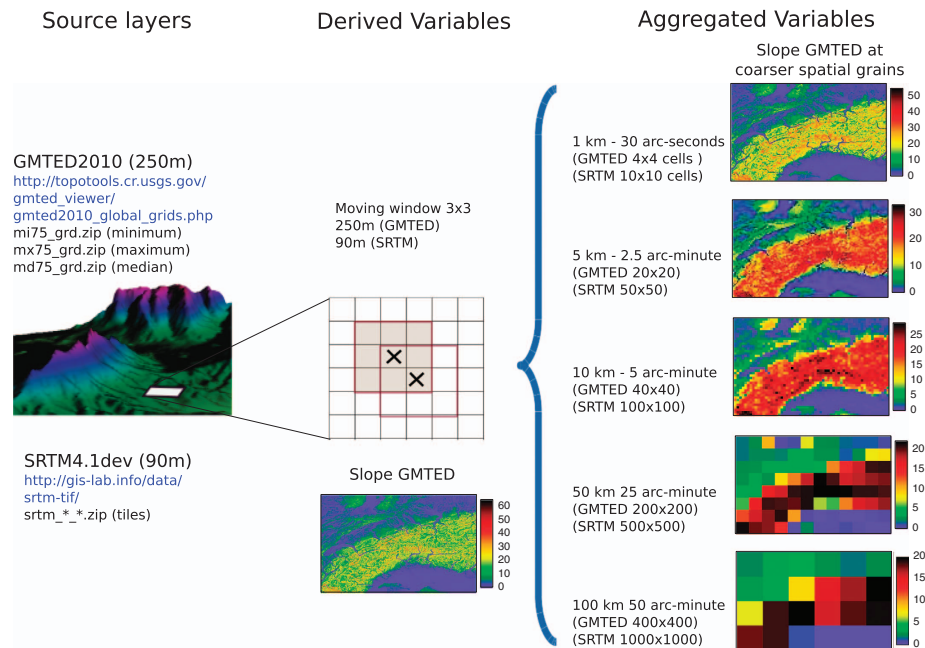 Source layers
Derived Variables
Aggregated Variables
GMTED2010 (250m)
http://topotools.cr.usgs.gov/
gmted_viewer/
gmted2010_global_grids.php
mi75_grd.zip (minimum)
mx75_grd.zip (maximum)
md75_grd.zip (median)
SRTM4.1dev (90m)
http://gis-lab.info/data/
srtm-tif/
srtm_*_*.zip (tiles)
Moving window 3x3
250m (GMTED)
90m (SRTM)
Slope GMTED
60
50
40
30
20
10
0
Slope GMTED at
coarser spatial grains
1 km - 30 arc-seconds
(GMTED 4x4 cells )
(SRTM 10x10 cells)
50
40
30
20
10
0
5 km - 2.5 arc-minute
(GMTED 20x20)
(SRTM 50x50)
30
25
20
15
10
5
0
10 km - 5 arc-minute
(GMTED 40x40)
(SRTM 100x100)
25
20
15
10
5
0
50 km 25 arc-minute
(GMTED 200x200)
(SRTM 500x500)
20
15
10
5
0
100 km 50 arc-minute
(GMTED 400x400)
(SRTM 1000x1000)
20
15
10
5
0